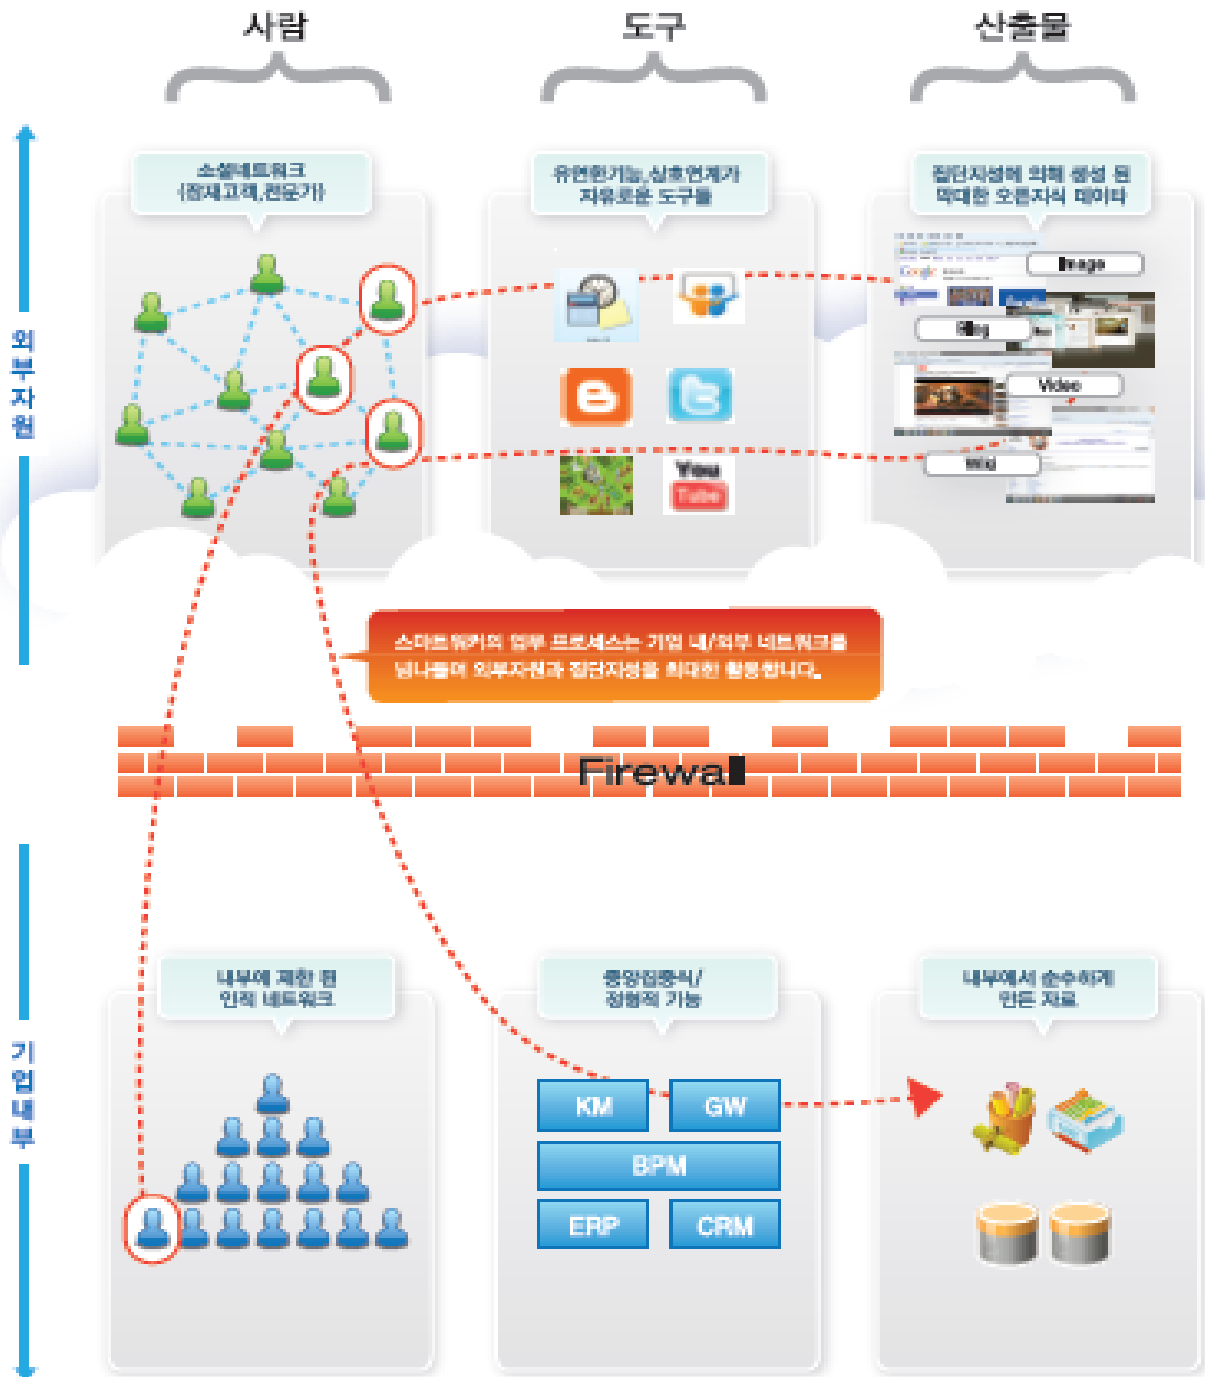 사람
도구
산출물
소셜네트워크
(잠재고객,전문가)
유연한기능,상호연계가
자유로운 도구들
집단지성에 의해 생성 된
막대한 오픈지식 데이타
Google
Image
Blog
Video
Wiki
You
Tube
외부자원
스마트워커의 업무 프로세스는 기업 내/외부 네트워크를
넘나들며 외부자원과 집단지성을 최대한 활용합니다.
Firewall
기업내부
내부에 제한 된
인적 네트워크
중앙집중식/
정형적 기능
내부에서 순수하게
만든 자료
KM
GW
BPM
ERP
CRM